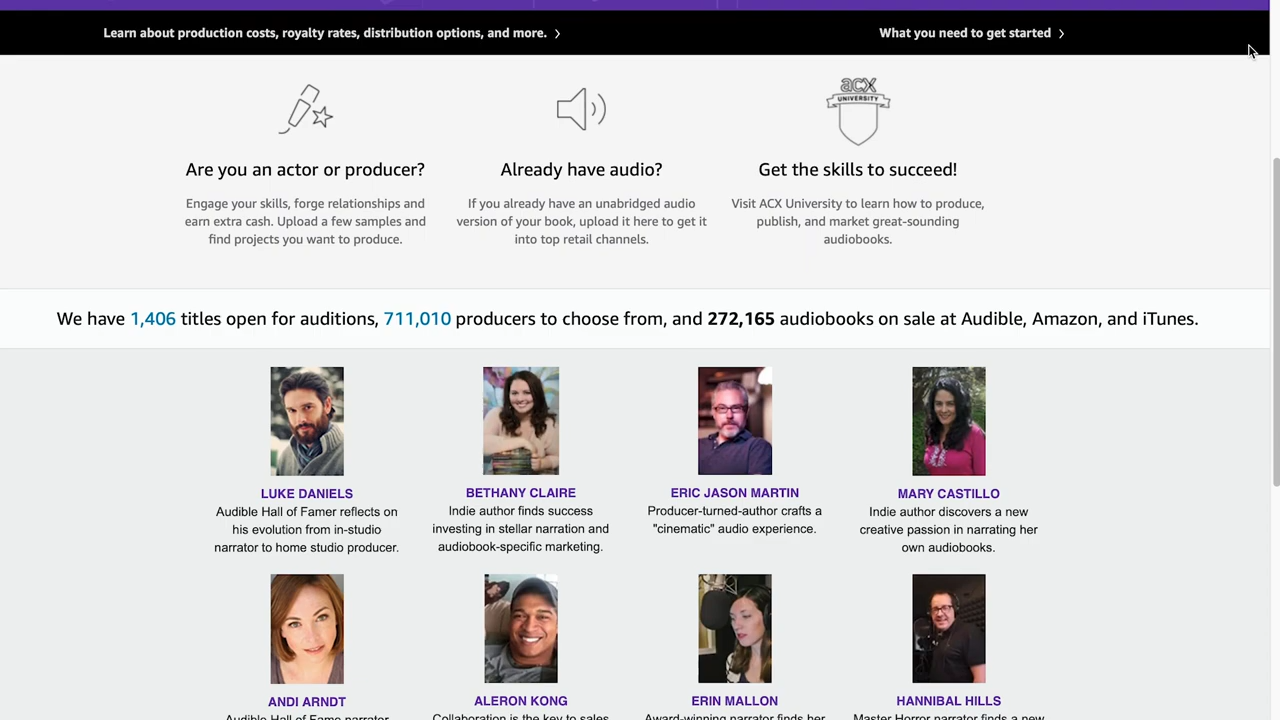 Learn about production costs, royalty rates, distribution options, and more.
What you need to get started
acx
UNIVERSITY
Are you an actor or producer?
Engage your skills, forge relationships and
earn extra cash. Upload a few samples and
find projects you want to produce.
Already have audio?
If you already have an unabridged audio
version of your book, upload it here to get it
into top retail channels.
Get the skills to succeed!
Visit ACX University to learn how to produce,
publish, and market great-sounding
audiobooks.
We have 1,406 titles open for auditions, 711,010 producers to choose from, and 272,165 audiobooks on sale at Audible, Amazon, and iTunes.
LUKE DANIELS
Audible Hall of Famer reflects on
his evolution from in-studio
narrator to home studio producer.
BETHANY CLAIRE
Indie author finds success
investing in stellar narration and
audiobook-specific marketing.
ERIC JASON MARTIN
Producer-turned-author crafts a
"cinematic" audio experience.
MARY CASTILLO
Indie author discovers a new
creative passion in narrating her
own audiobooks.
ANDI ARNDT
Audible Hall of Fame narrator
ALERON KONG
Collaboration is the key to sales
ERIN MALLON
Award-winning narrator finds her
HANNIBAL HILLS
Master Horror narrator finds a new